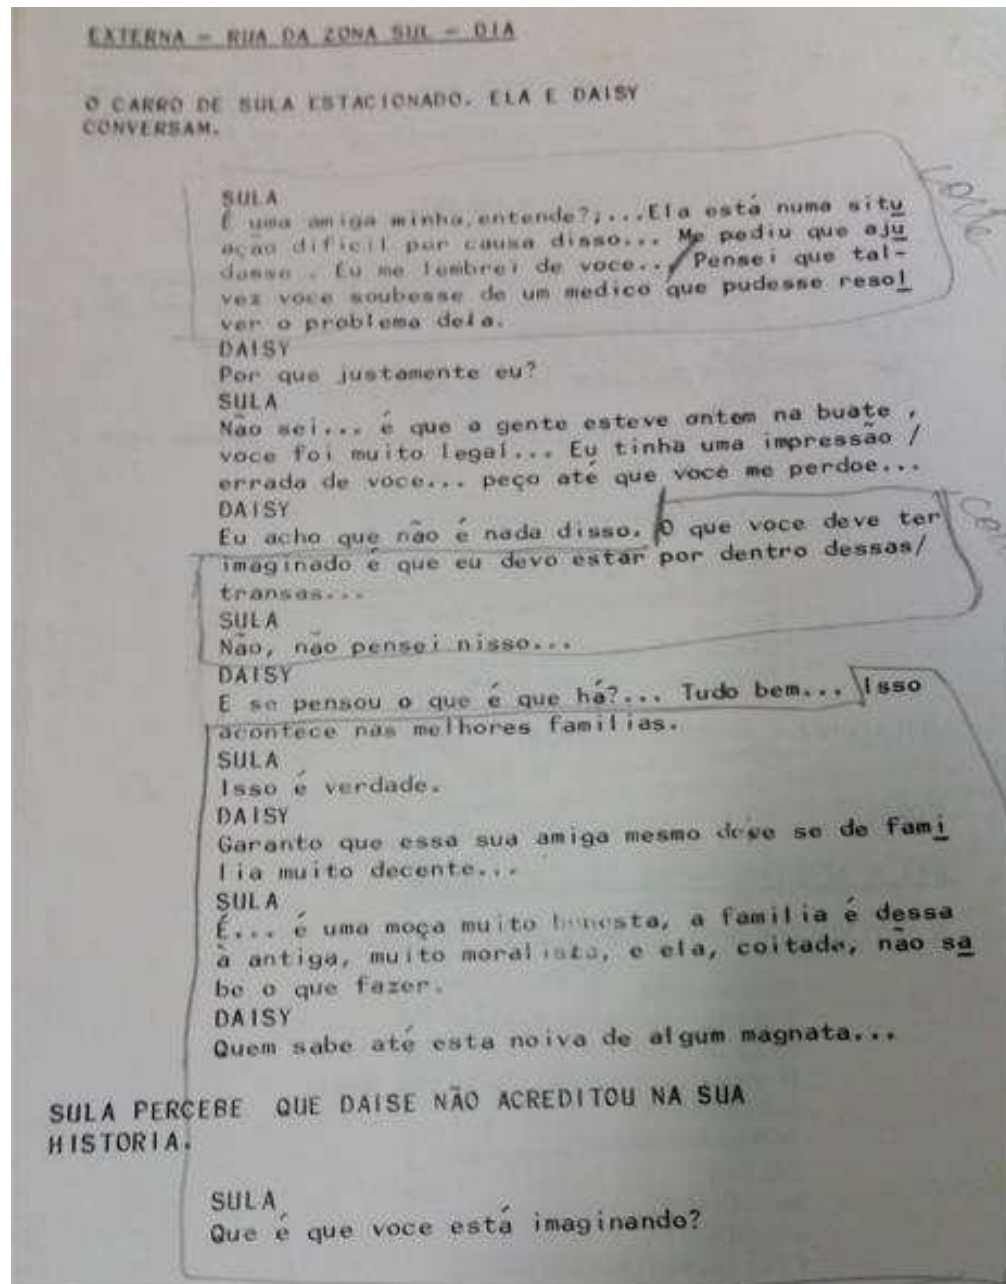 EXTERNA - RUA DA ZONA SUL - DIA
O CARRO DE SULA ESTACIONADO. ELA E DAISY
CONVERSAM.
SULA
É uma amiga minha,entende?;...Ela está numa situ
ação dificil por causa disso... Me pediu que aju
dasse . Eu me lembrei de voce... Pensei que tal-
vez voce soubesse de um medico que pudesse resol
ver o problema dela.
DAISY
Por que justamente eu?
SULA
Não sei... é que a gente esteve ontem na buate ,
voce foi muito legal... Eu tinha uma impressão /
errada de voce... peço até que você me perdoe...
DAISY
Eu acho que não é nada disso. O que voce deve ter
imaginado é que eu devo estar por dentro dessas/
transas...
SULA
Não, não pensei nisso...
DAISY
E se pensou o que é que há?... Tudo bem... Isso
acontece nas melhores familias.
SULA
Isso é verdade.
DAISY
Garanto que essa sua amiga mesmo deve se de fami
lia muito decente...
SULA
É... é uma moça muito honesta, a familia é dessa
à antiga, muito moralista, e ela, coitada, não sa
be o que fazer.
DAISY
Quem sabe até esta noiva de algum magnata...
SULA PERCEBE QUE DAISE NÃO ACREDITOU NA SUA
HISTORIA.
SULA
Que é que voce está imaginando?